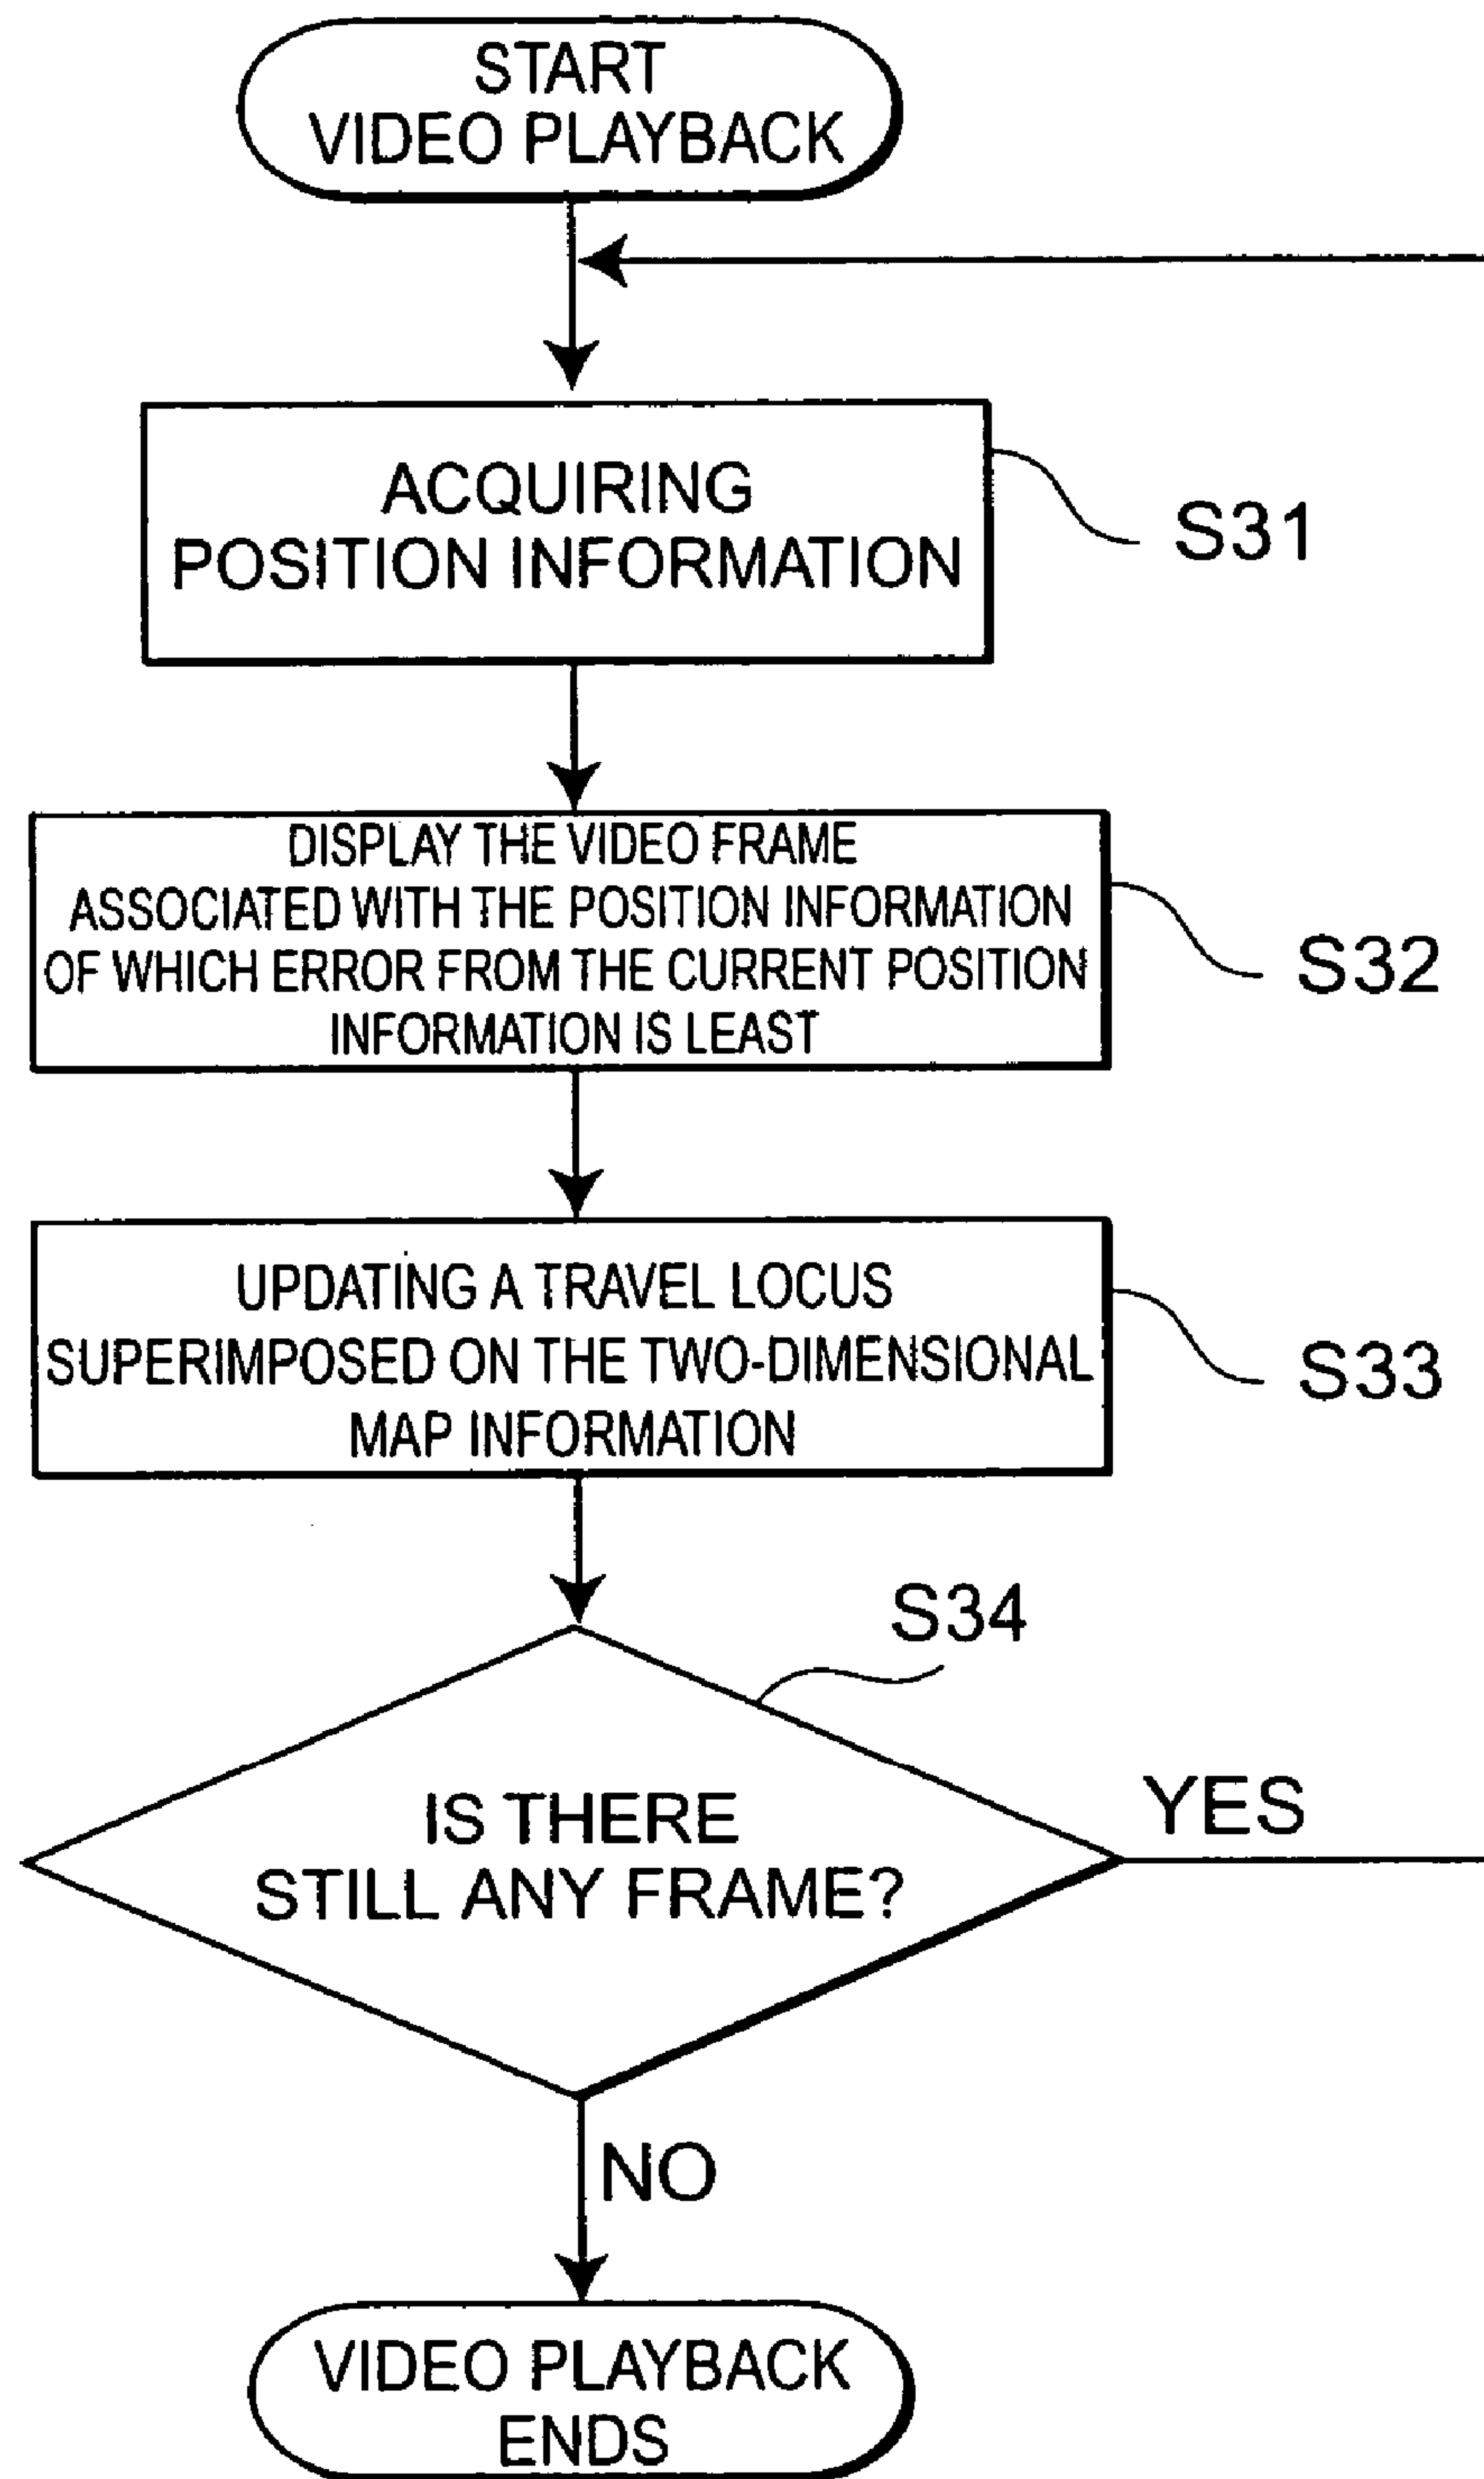 START
VIDEO PLAYBACK
ACQUIRING
POSITION INFORMATION
S31
DISPLAY THE VIDEO FRAME
ASSOCIATED WITH THE POSITION INFORMATION
OF WHICH ERROR FROM THE CURRENT POSITION
INFORMATION IS LEAST
S32
UPDATING A TRAVEL LOCUS
SUPERIMPOSED ON THE TWO-DIMENSIONAL
MAP INFORMATION
S33
S34
IS THERE
STILL ANY FRAME?
YES
NO
VIDEO PLAYBACK
ENDS